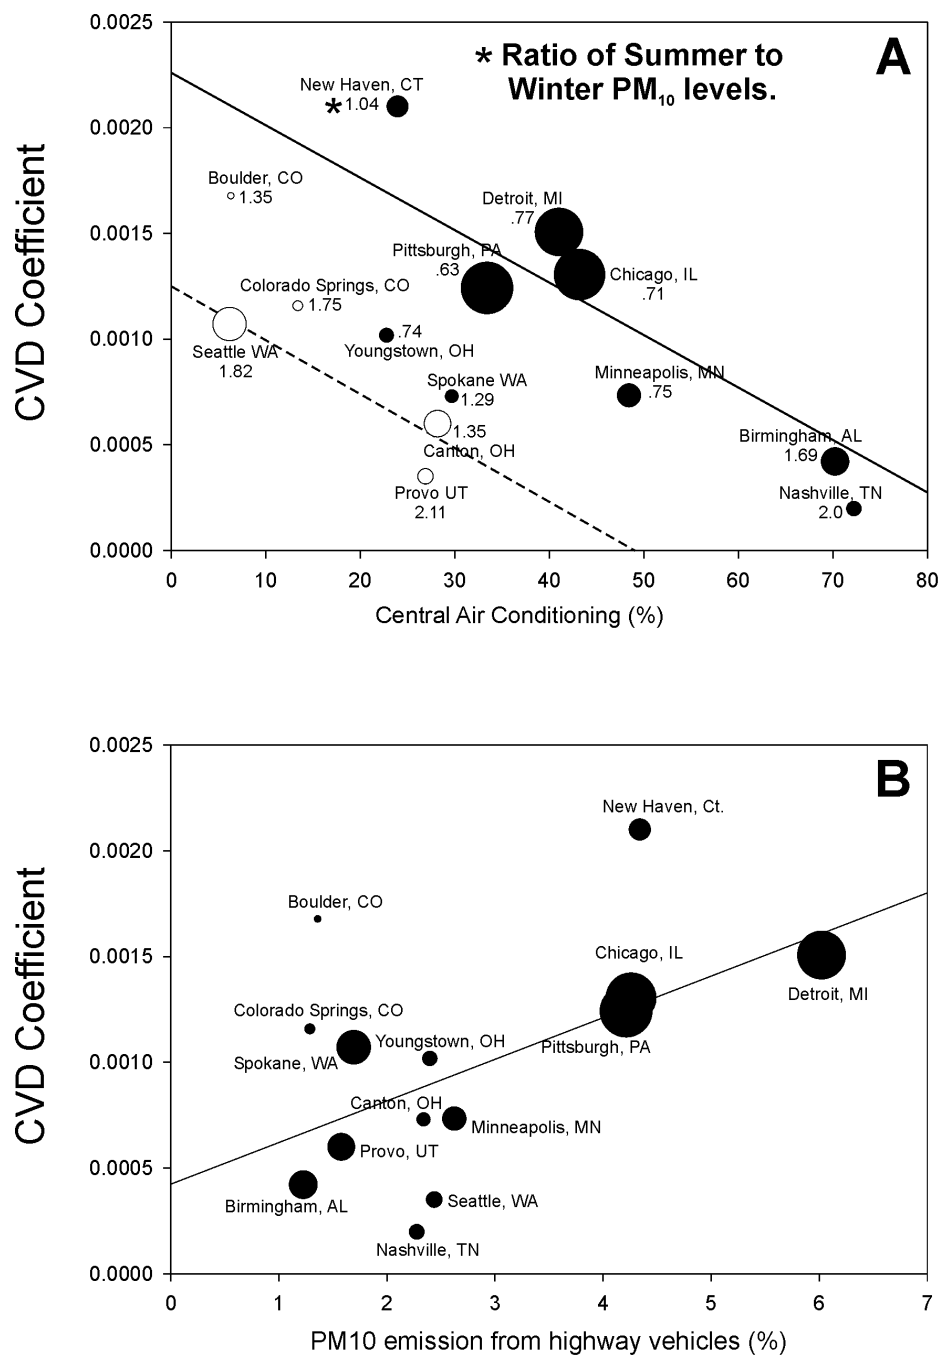 0.0025
A
* Ratio of Summer to
Winter PM10 levels.
New Haven, CT
* 1.04
0.0020
Boulder, CO
1.35
Detroit, MI
.77
0.0015
Pittsburgh, PA
.63
Chicago, IL
.71
Colorado Springs, CO
1.75
CVD Coefficient
0.0010
Seattle WA
1.82
.74
Youngstown, OH
Minneapolis, MN
.75
Spokane WA
1.29
0.0005
1.35
Canton, OH
Birmingham, AL
1.69
Provo UT
2.11
Nashville, TN
2.0
0.0000
0 10 20 30 40 50 60 70 80
Central Air Conditioning (%)
0.0025
B
New Haven, Ct.
0.0020
Boulder, CO
0.0015
Chicago, IL
Detroit, MI
Colorado Springs, CO
Youngstown, OH
Pittsburgh, PA
Spokane, WA
CVD Coefficient
0.0010
Canton, OH
Minneapolis, MN
Provo, UT
0.0005
Birmingham, AL
Seattle, WA
Nashville, TN
0.0000
0 1 2 3 4 5 6 7
PM10 emission from highway vehicles (%)